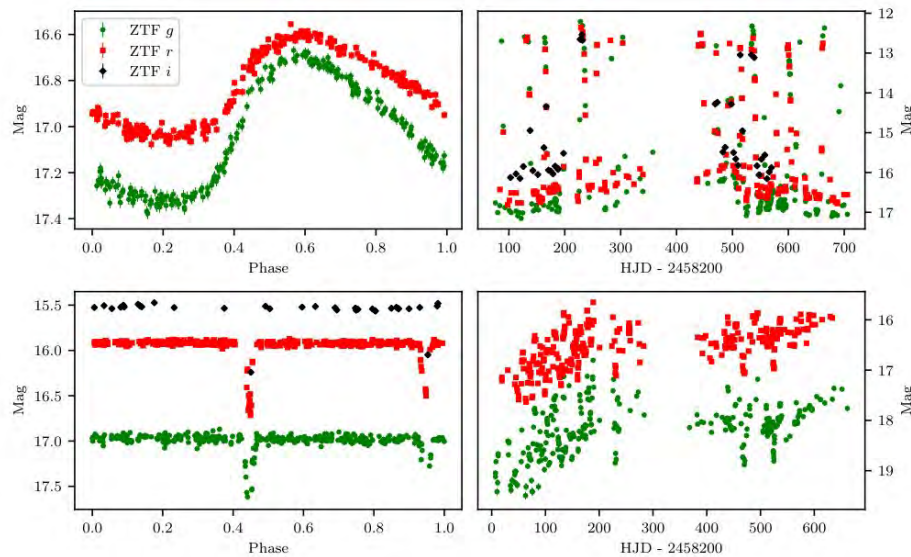 ZTF g
ZTF r
ZTF i
Mag
16.6
16.8
17.0
17.2
17.4
0.0 0.2 0.4 0.6 0.8 1.0
Phase
12
13
14
15
16
17
Mag
100 200 300 400 500 600 700
HJD - 2458200
Mag
15.5
16.0
16.5
17.0
17.5
0.0 0.2 0.4 0.6 0.8 1.0
Phase
16
17
18
19
Mag
0 100 200 300 400 500 600
HJD - 2458200